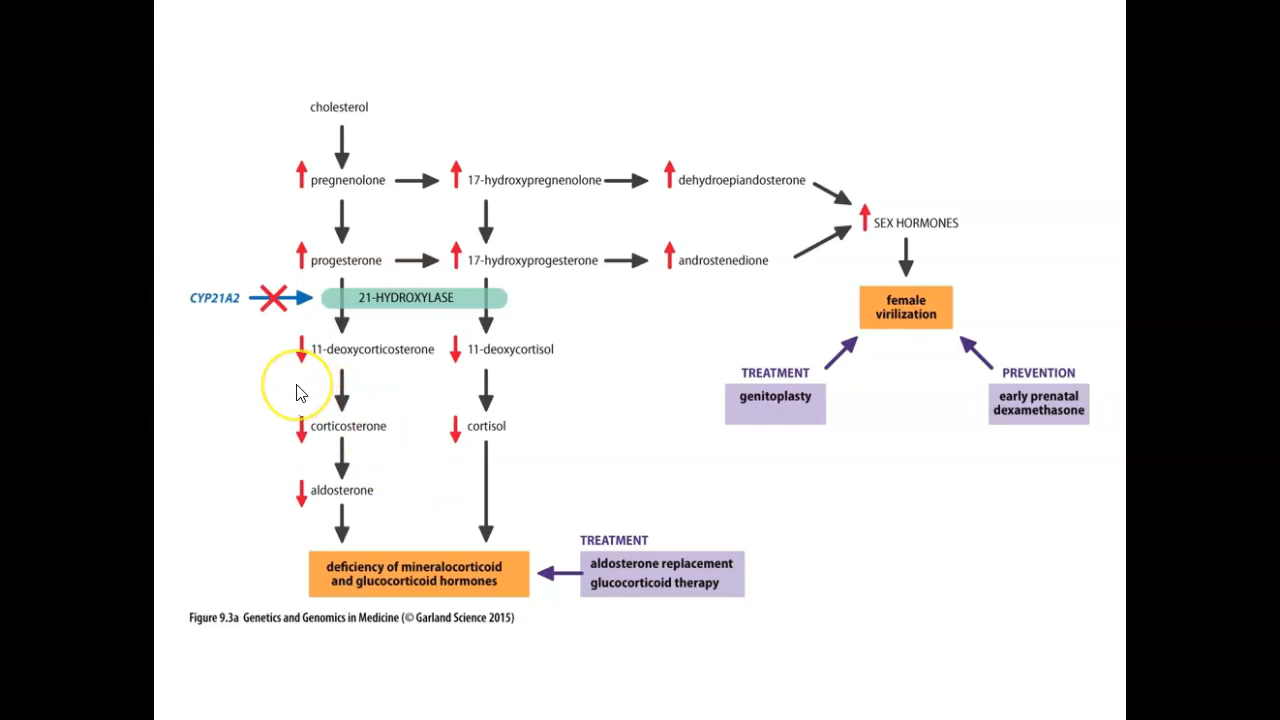 cholesterol
pregnenolone
17-hydroxypregnenolone
dehydroepiandosterone
SEX HORMONES
progesterone
17-hydroxyprogesterone
androstenedione
CYP21A2
21-HYDROXYLASE
female
virilization
11-deoxycorticosterone
11-deoxycortisol
TREATMENT
genitoplasty
PREVENTION
early prenatal
dexamethasone
corticosterone
cortisol
aldosterone
deficiency of mineralocorticoid
and glucocorticoid hormones
TREATMENT
aldosterone replacement
glucocorticoid therapy
Figure 9.3a Genetics and Genomics in Medicine (© Garland Science 2015)